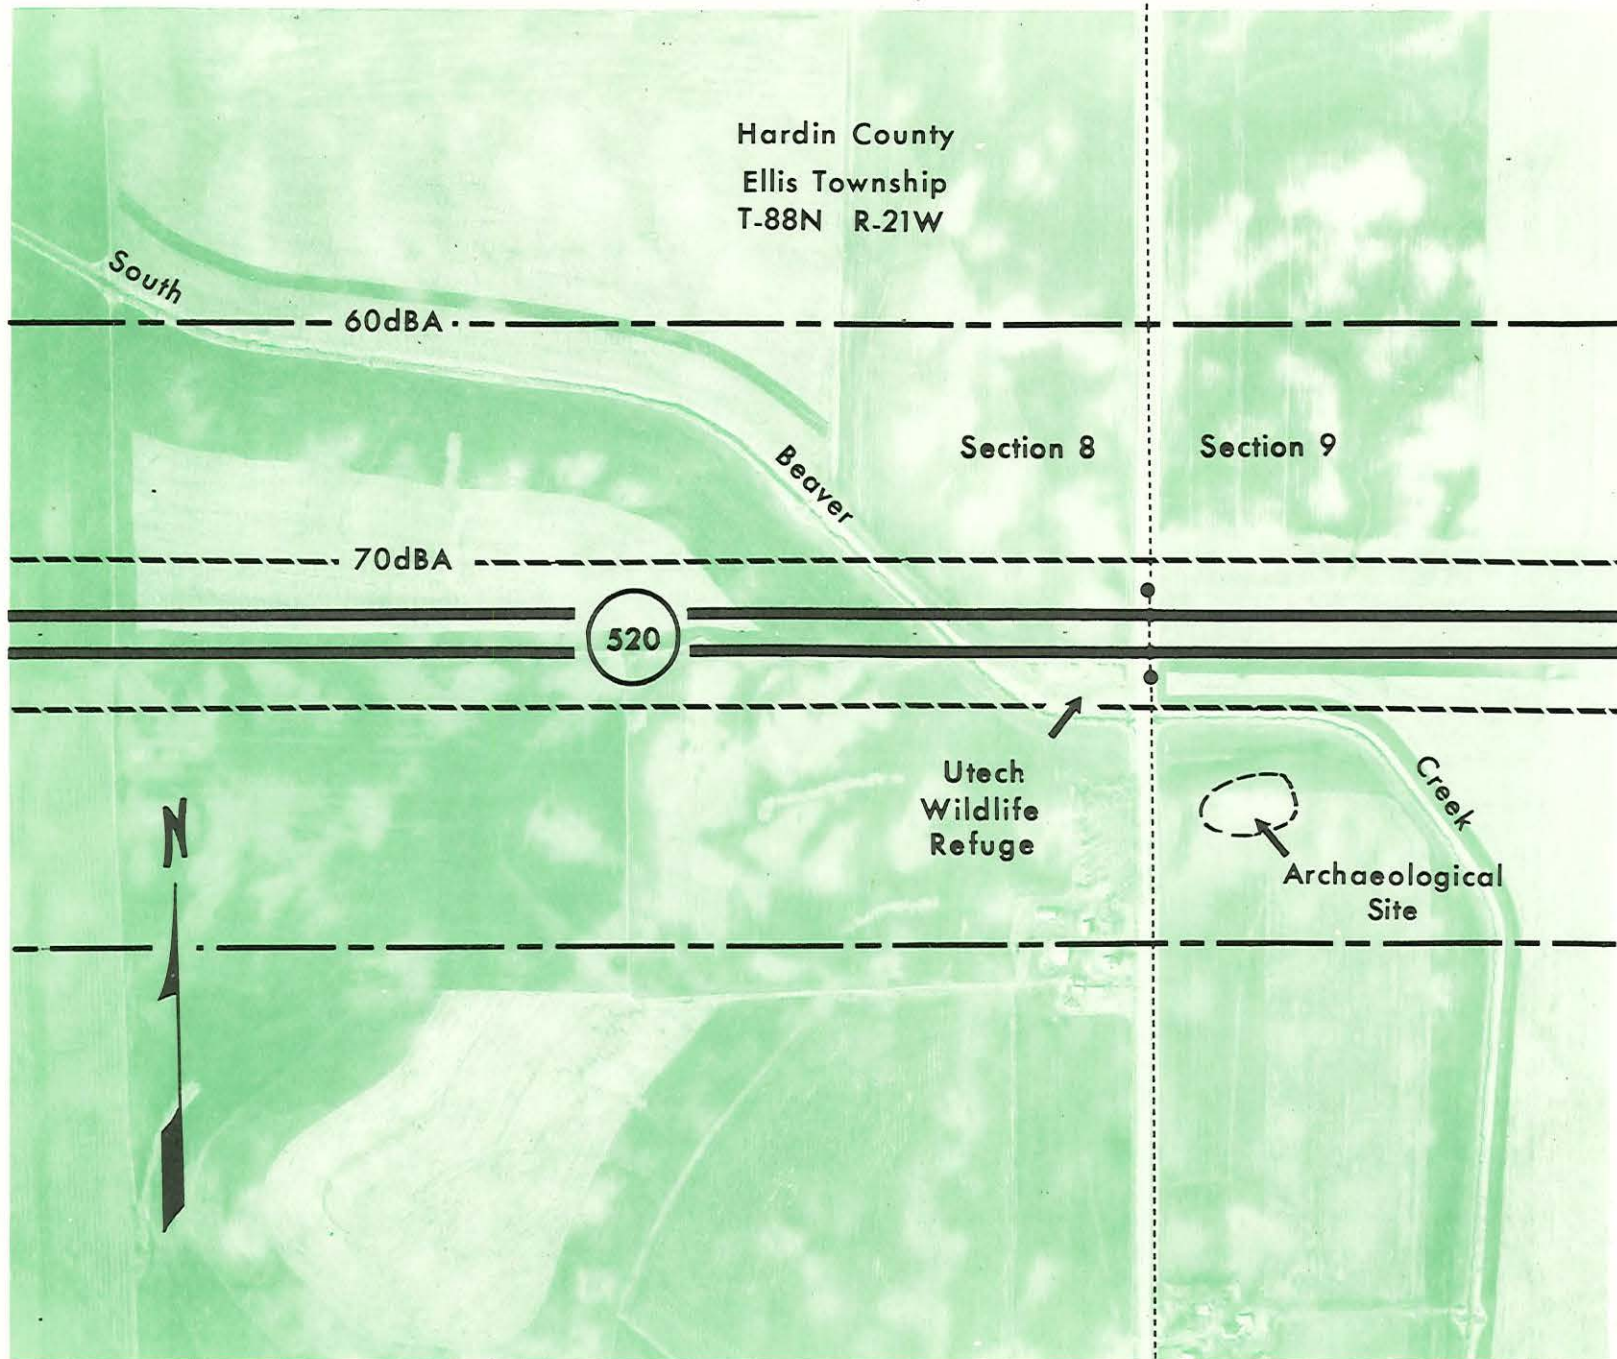 Hardin County
Ellis Township
T-88N R-21W
South
60dBA
Beaver
Section 8
Section 9
70dBA
520
Utech
Wildlife
Refuge
Creek
Archaeological
Site
N